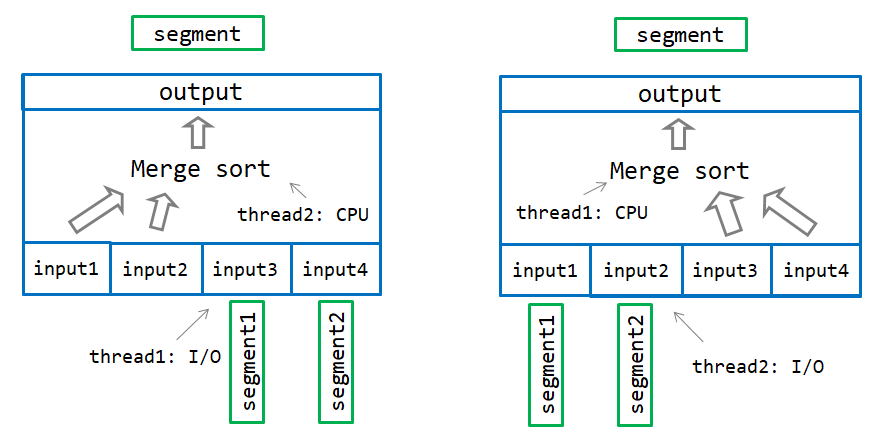 segment
output
Merge sort
thread2: CPU
input1
input2
input3
input4
thread1: I/O
segment1
segment2
segment
output
Merge sort
thread1: CPU
input1
input2
input3
input4
segment1
segment2
thread2: I/O